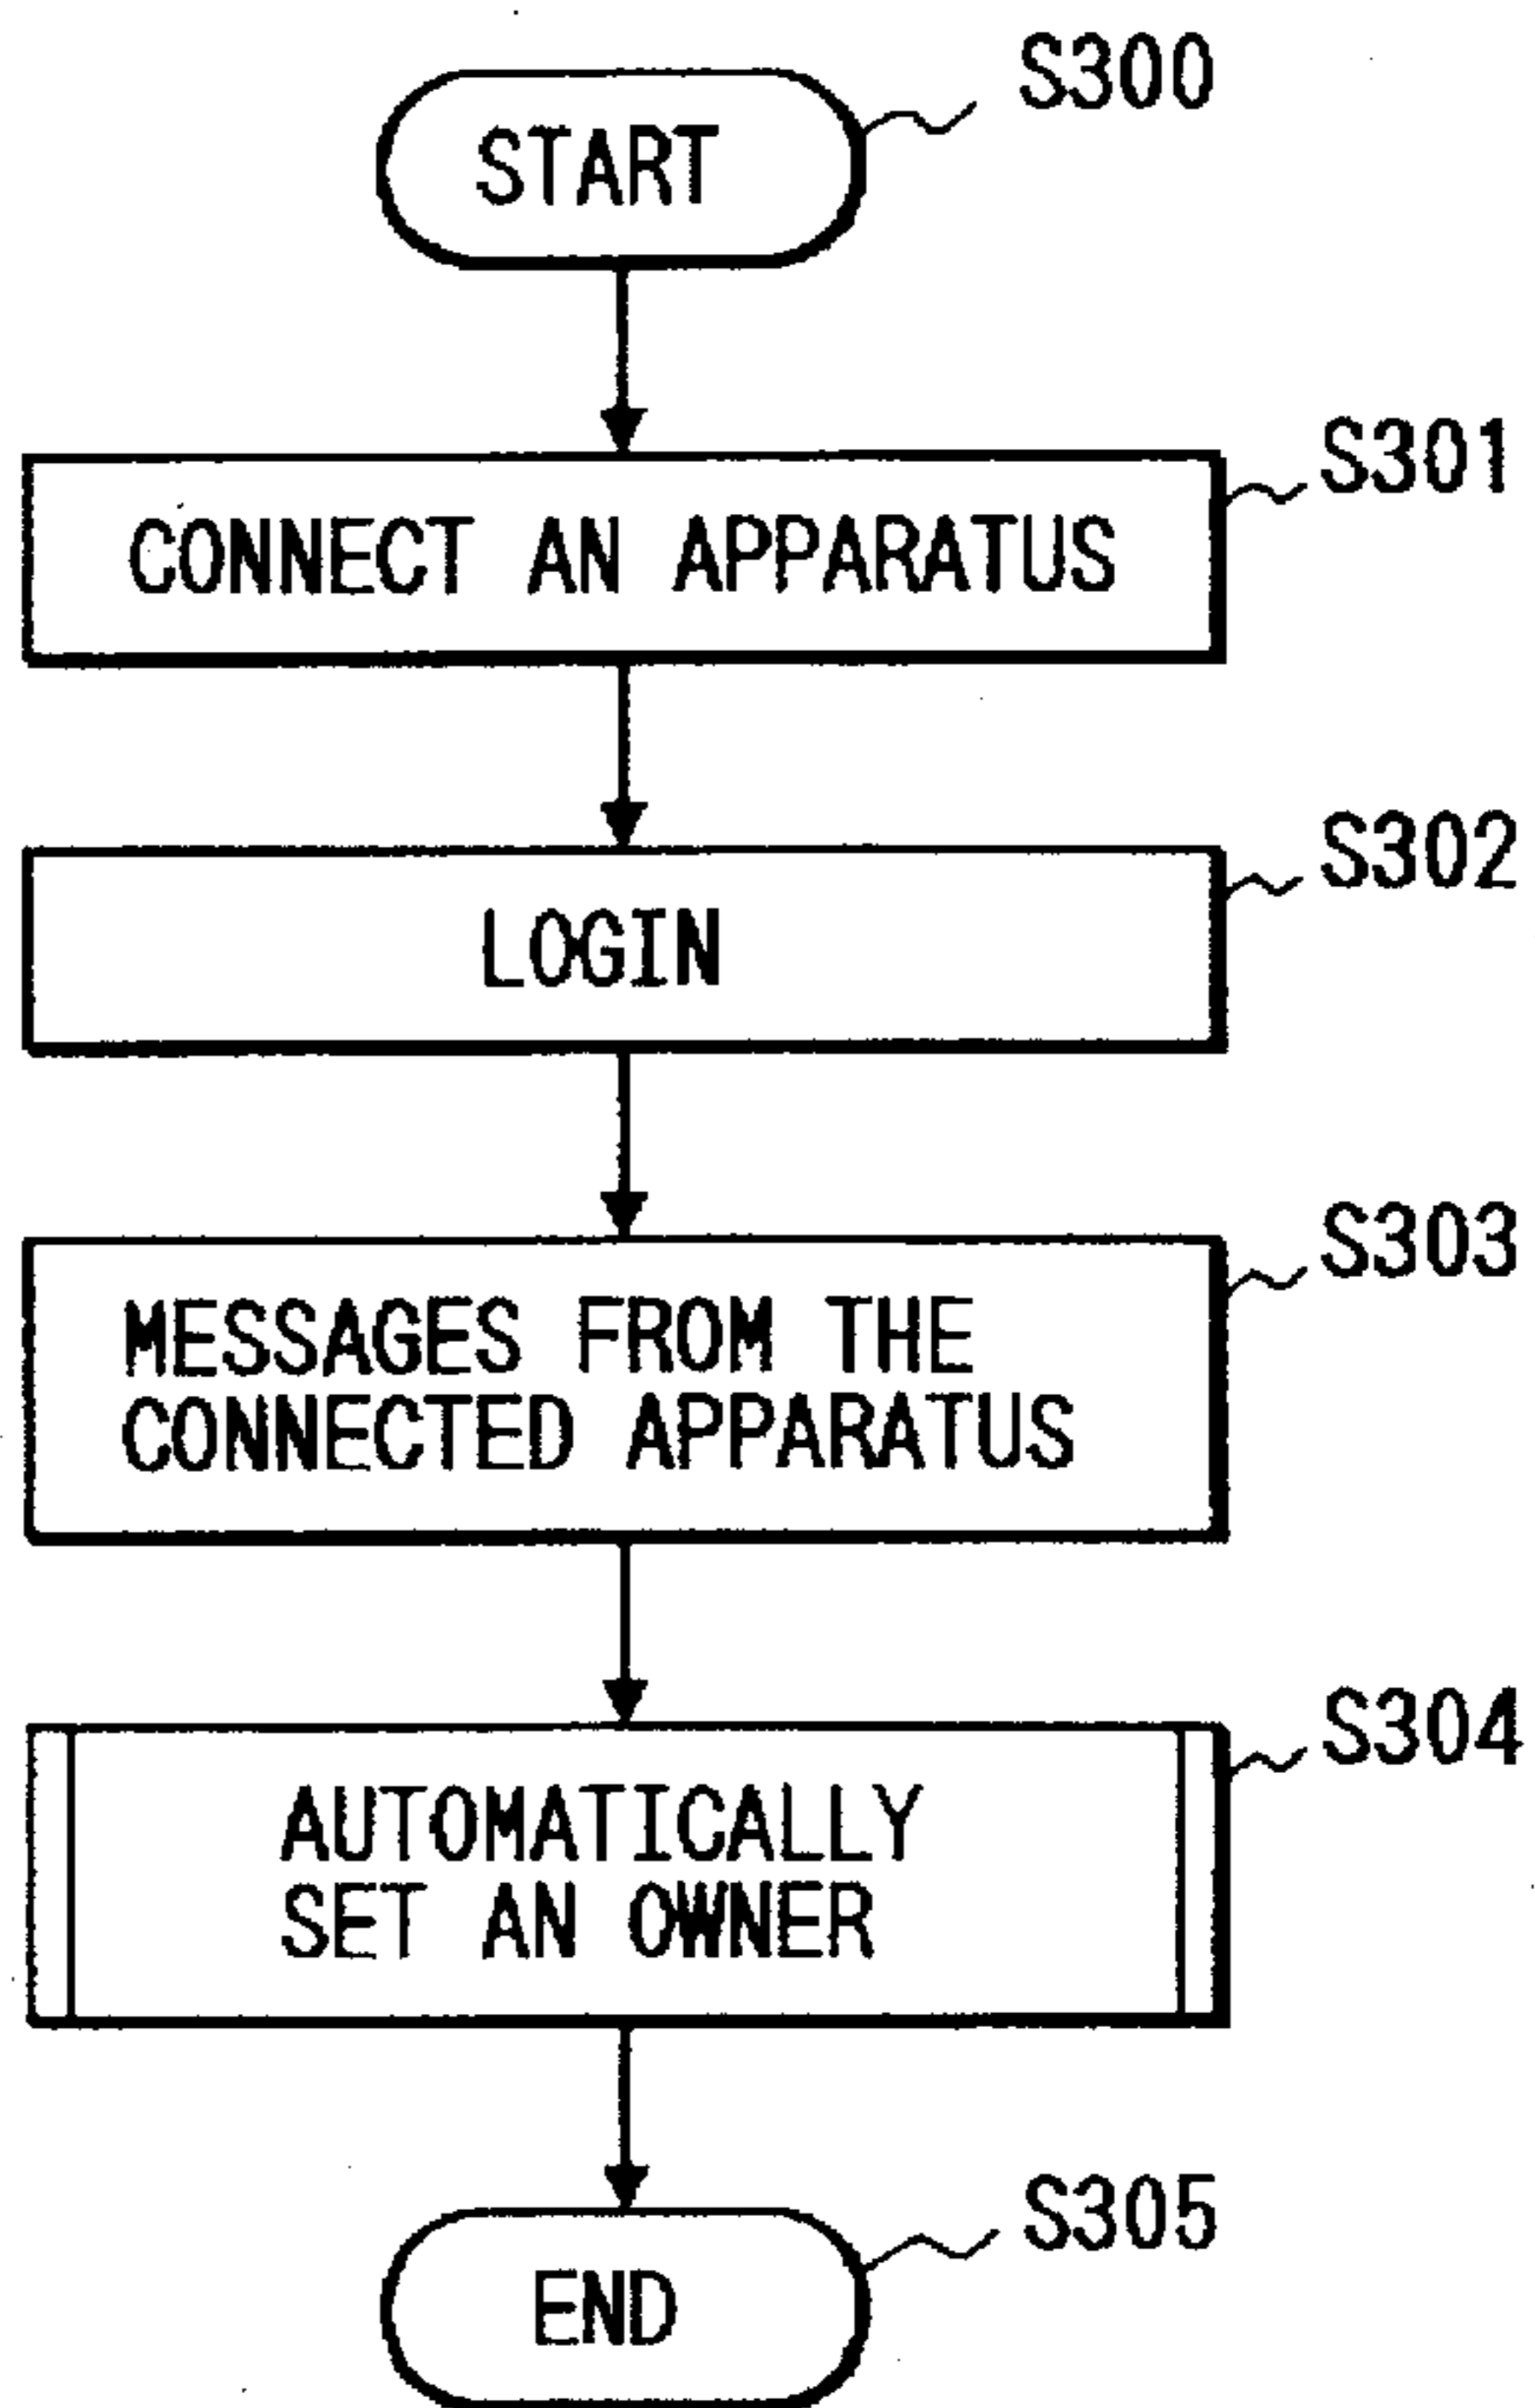 S300
START
S301
CONNECT AN APPARATUS
S302
LOGIN
S303
MESSAGES FROM THE
CONNECTED APPARATUS
S304
AUTOMATICALLY
SET AN OWNER
S305
END